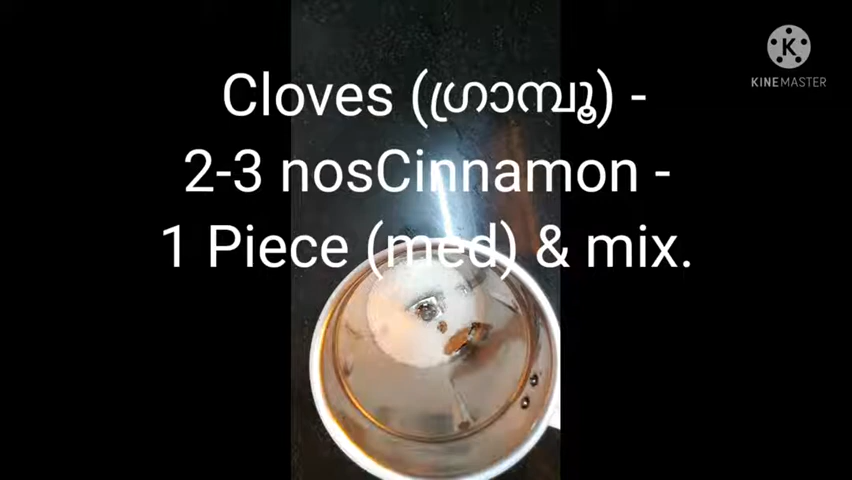 KINEMASTER
Cloves (ഗ്രാമ്പൂ) -
2-3 nosCinnamon -
1 Piece (med) & mix.